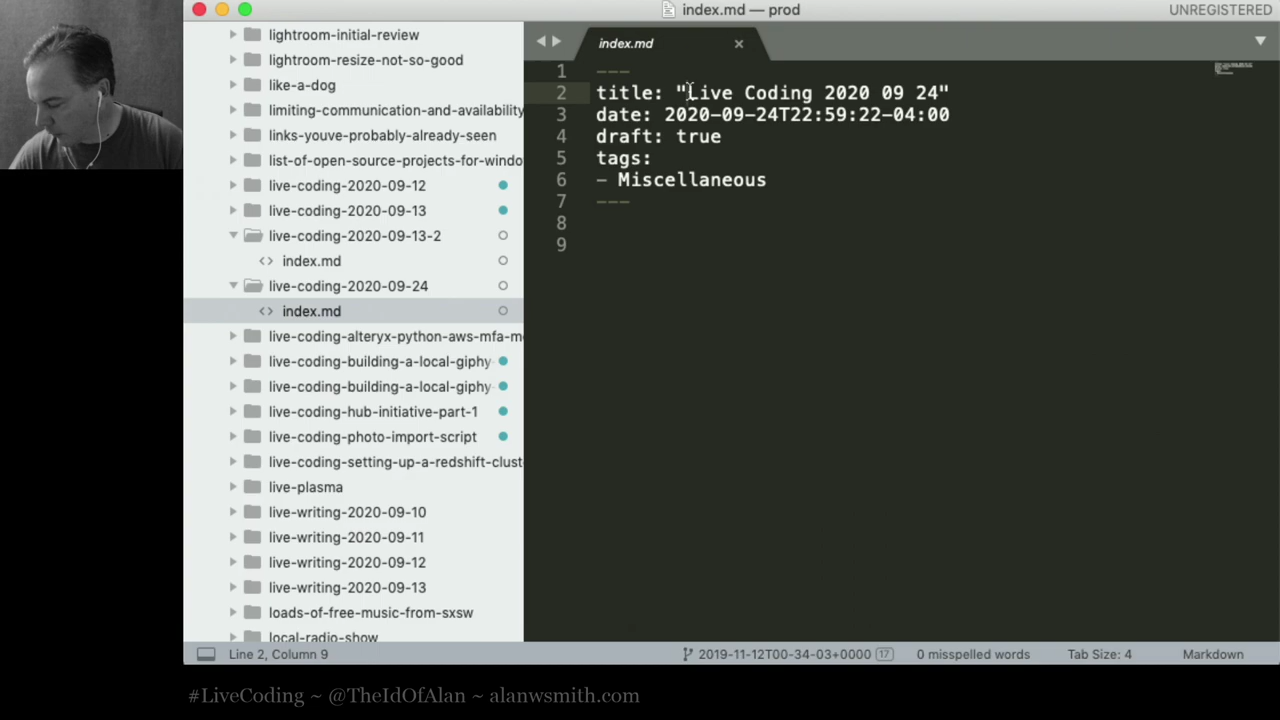 index.md — prod
UNREGISTERED
lightroom-initial-review
lightroom-resize-not-so-good
like-a-dog
limiting-communication-and-availability
links-youve-probably-already-seen
list-of-open-source-projects-for-windo
live-coding-2020-09-12
live-coding-2020-09-13
live-coding-2020-09-13-2
index.md
live-coding-2020-09-24
index.md
live-coding-alteryx-python-aws-mfa-m
live-coding-building-a-local-giphy-
live-coding-building-a-local-giphy-
live-coding-hub-initiative-part-1
live-coding-photo-import-script
live-coding-setting-up-a-redshift-clust
live-plasma
live-writing-2020-09-10
live-writing-2020-09-11
live-writing-2020-09-12
live-writing-2020-09-13
loads-of-free-music-from-sxsw
local-radio-show
index.md
1 ---
2 title: "Live Coding 2020 09 24"
3 date: 2020-09-24T22:59:22-04:00
4 draft: true
5 tags:
6 - Miscellaneous
7 ---
8
9
Line 2, Column 9
2019-11-12T00-34-03+0000 17
0 misspelled words
Tab Size: 4
Markdown
#LiveCoding ~ @TheIdOfAlan ~ alanwsmith.com